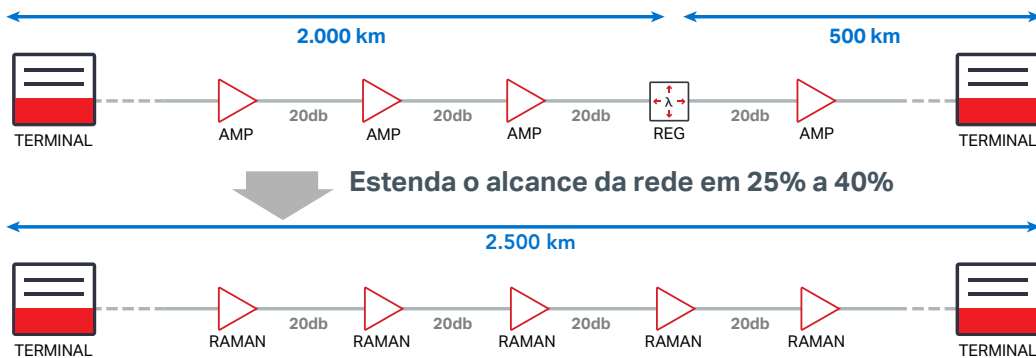 2.000 km
500 km
λ
20db
20db
20db
20db
20db
TERMINAL
AMP
AMP
AMP
REG
AMP
TERMINAL
Estenda o alcance da rede em 25% a 40%
2.500 km
20db
20db
20db
20db
TERMINAL
RAMAN
RAMAN
RAMAN
RAMAN
RAMAN
TERMINAL